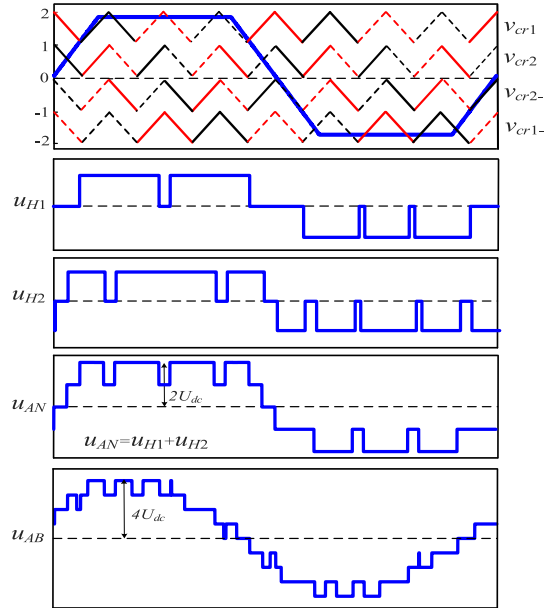 2
1
0
-1
-2
v_cr1
v_cr2
v_cr2-
v_cr1-
u_H1
u_H2
u_AN
2U_dc
u_AN=u_H1+u_H2
u_AB
4U_dc